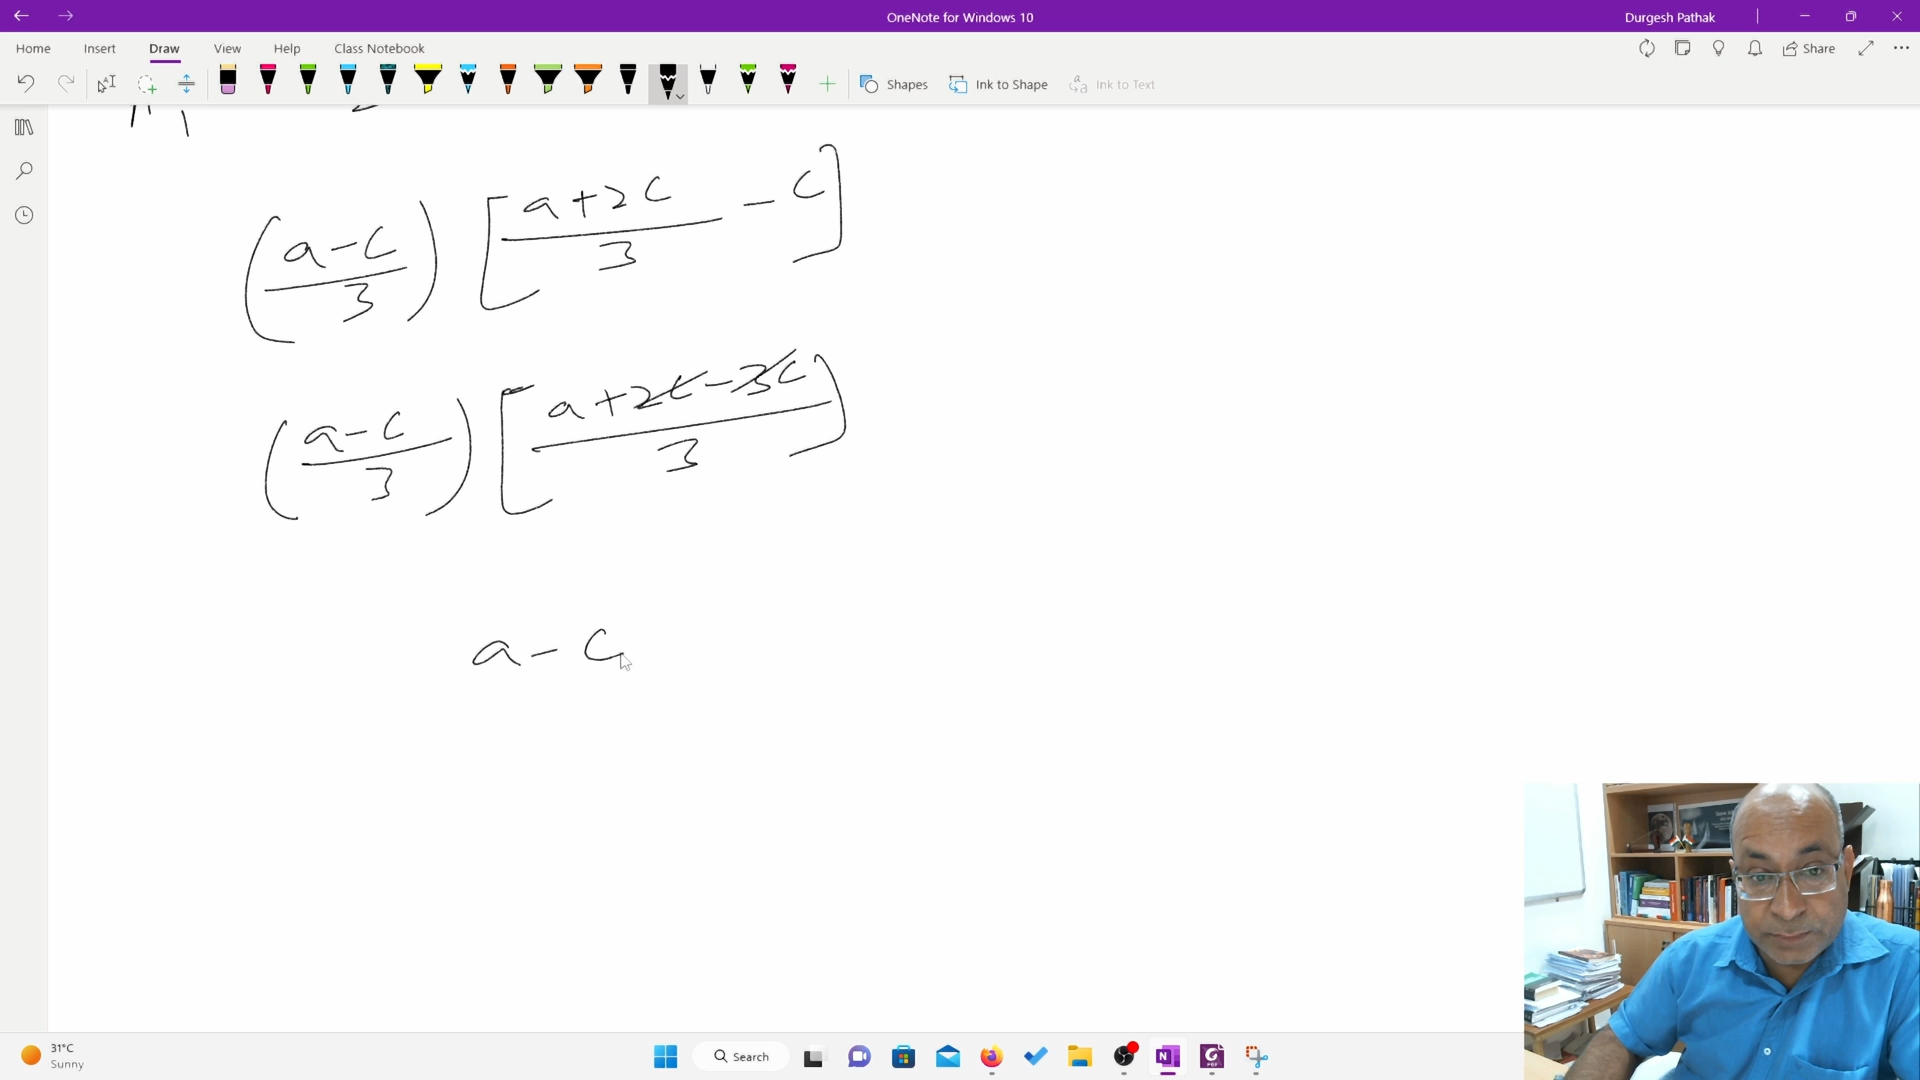 OneNote for Windows 10
Durgesh Pathak
Home Insert Draw View Help Class Notebook
Share
Shapes Ink to Shape Ink to Text
(a-c/3) [a+2c/3 - c]
(a-c/3) [a+2c-3c/3]
a-c
31°C
Sunny
Search